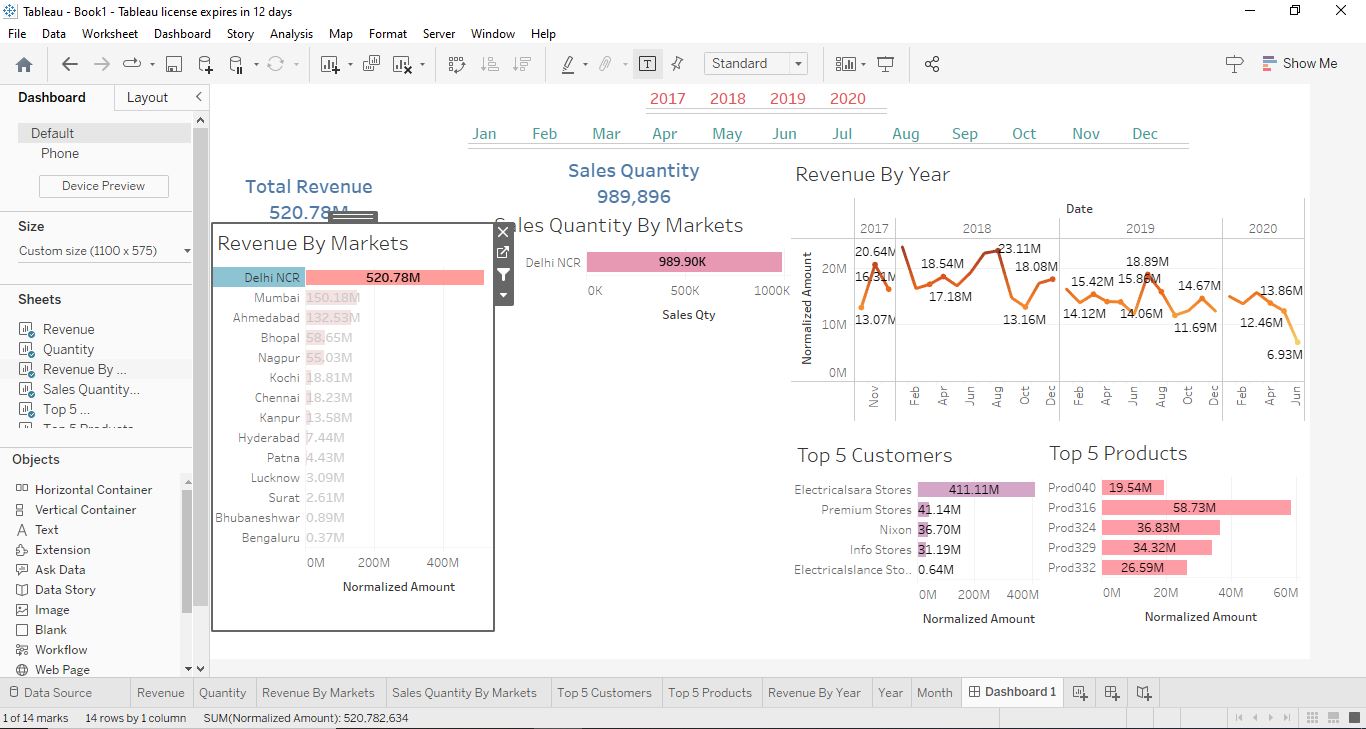 Tableau - Book1 - Tableau license expires in 12 days
File Data Worksheet Dashboard Story Analysis Map Format Server Window Help
Standard
Show Me
Dashboard Layout
Default
Phone
Device Preview
Size
Custom size (1100 x 575)
Sheets
Revenue
Quantity
Revenue By ...
Sales Quantity...
Top 5 ...
Top 5 Products
Objects
Horizontal Container
Vertical Container
Text
Extension
Ask Data
Data Story
Image
Blank
Workflow
Web Page
2017 2018 2019 2020
Jan Feb Mar Apr May Jun Jul Aug Sep Oct Nov Dec
Total Revenue
520.78M
Sales Quantity
989,896
Revenue By Markets
Delhi NCR 520.78M
Mumbai 150.18M
Ahmedabad 132.53M
Bhopal 58.65M
Nagpur 55.03M
Kochi 18.81M
Chennai 18.23M
Kanpur 13.58M
Hyderabad 7.44M
Patna 4.43M
Lucknow 3.09M
Surat 2.61M
Bhubaneshwar 0.89M
Bengaluru 0.37M
0M 200M 400M
Normalized Amount
Sales Quantity By Markets
Delhi NCR 989.90K
0K 500K 1000K
Sales Qty
Revenue By Year
Date
2017 2018 2019 2020
Normalized Amount
20M
10M
0M
20.64M
16.31M
13.07M
18.54M
17.18M
23.11M
18.08M
13.16M
15.42M
14.12M
15.86M
14.06M
18.89M
14.67M
11.69M
13.86M
12.46M
6.93M
Nov Feb Apr Jun Aug Oct Dec Feb Apr Jun Aug Oct Dec Feb Apr Jun
Top 5 Customers
Electricalsara Stores 411.11M
Premium Stores 41.14M
Nixon 36.70M
Info Stores 31.19M
Electricalslance Sto.. 0.64M
0M 200M 400M
Normalized Amount
Top 5 Products
Prod040 19.54M
Prod316 58.73M
Prod324 36.83M
Prod329 34.32M
Prod332 26.59M
0M 20M 40M 60M
Normalized Amount
Data Source Revenue Quantity Revenue By Markets Sales Quantity By Markets Top 5 Customers Top 5 Products Revenue By Year Year Month Dashboard 1
1 of 14 marks 14 rows by 1 column SUM(Normalized Amount): 520,782,634